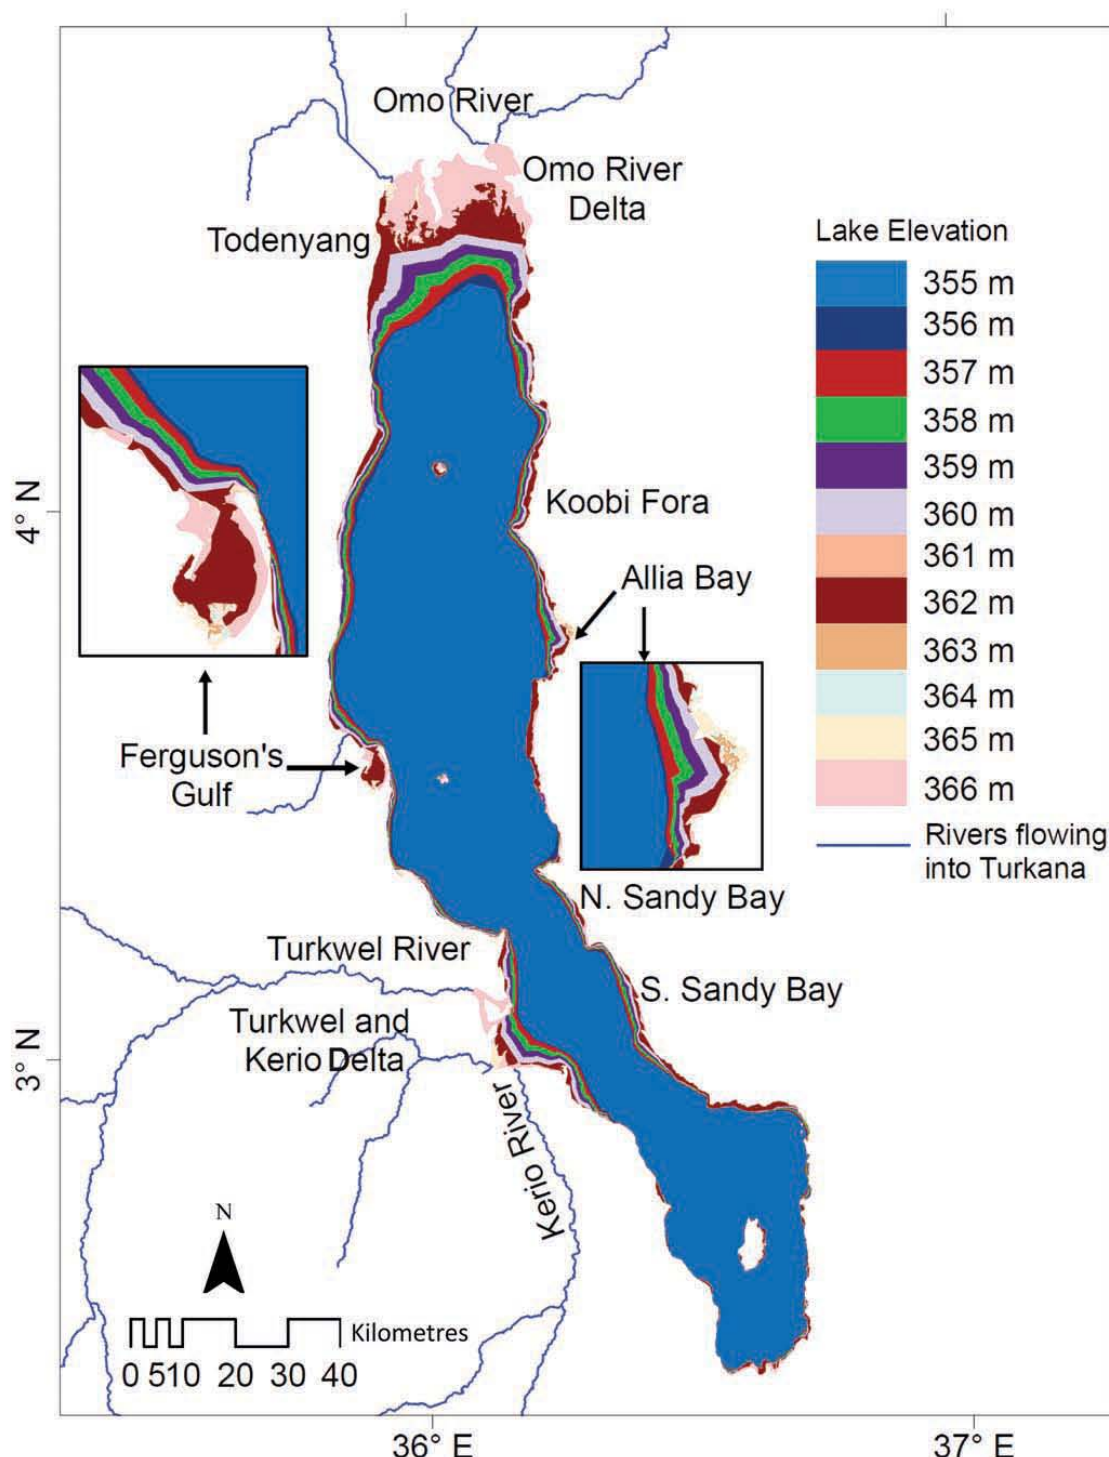 Omo River
Omo River
Delta
Todenyang
Lake Elevation
355 m
356 m
357 m
358 m
359 m
360 m
361 m
362 m
363 m
364 m
365 m
366 m
Rivers flowing
into Turkana
4° N
Koobi Fora
Allia Bay
Ferguson's
Gulf
N. Sandy Bay
Turkwel River
S. Sandy Bay
Turkwel and
Kerio Delta
3° N
Kerio River
N
Kilometres
0 5 10 20 30 40
36° E
37° E